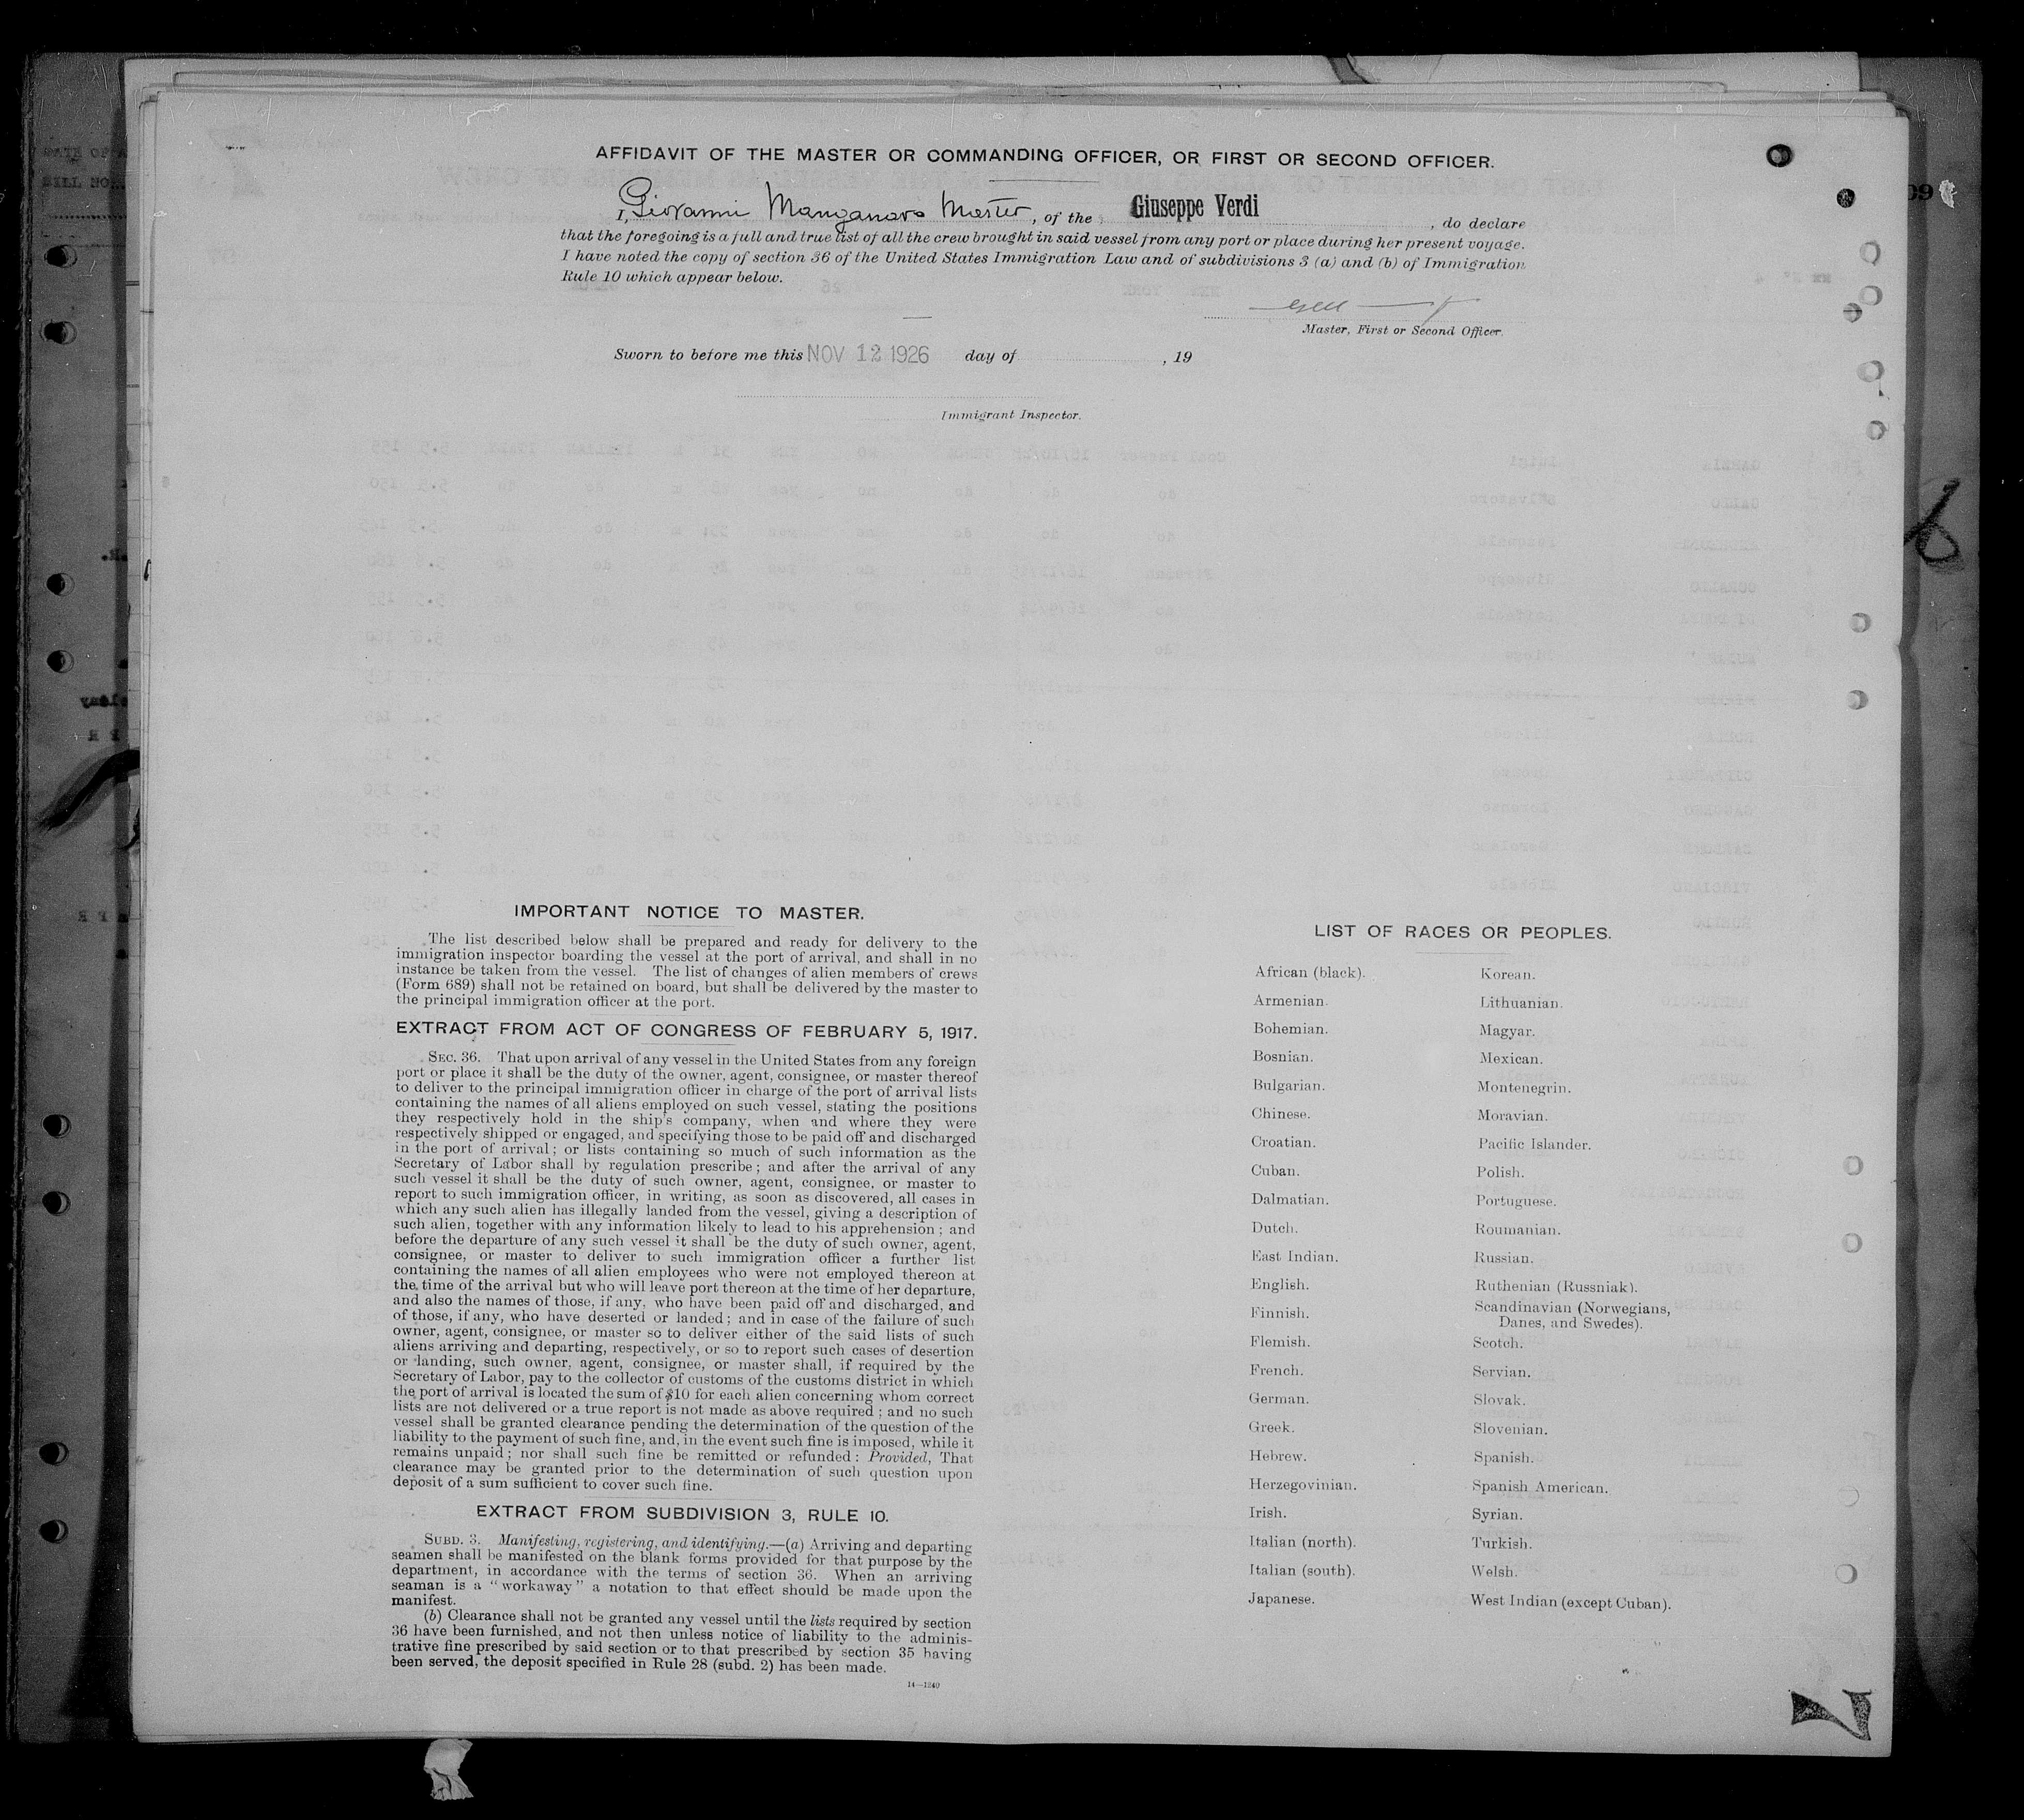 AFFIDAVIT OF THE MASTER OR COMMANDING OFFICER, OR FIRST OR SECOND OFFICER.
I, Giovanni Manganaro Master, of the Giuseppe Verdi, do declare
that the foregoing is a full and true list of all the crew brought in said vessel from any port or place during her present voyage.
I have noted the copy of section 36 of the United States Immigration Law and of subdivisions 3 (a) and (b) of Immigration
Rule 10 which appear below.
Master, First or Second Officer.
Sworn to before me this NOV 12 1926 day of , 19
Immigrant Inspector.
IMPORTANT NOTICE TO MASTER.
The list described below shall be prepared and ready for delivery to the
immigration inspector boarding the vessel at the port of arrival, and shall in no
instance be taken from the vessel. The list of changes of alien members of crews
(Form 689) shall not be retained on board, but shall be delivered by the master to
the principal immigration officer at the port.
EXTRACT FROM ACT OF CONGRESS OF FEBRUARY 5, 1917.
SEC. 36. That upon arrival of any vessel in the United States from any foreign
port or place it shall be the duty of the owner, agent, consignee, or master thereof
to deliver to the principal immigration officer in charge of the port of arrival lists
containing the names of all aliens employed on such vessel, stating the positions
they respectively hold in the ship's company, when and where they were
respectively shipped or engaged, and specifying those to be paid off and discharged
in the port of arrival; or lists containing so much of such information as the
Secretary of Labor shall by regulation prescribe; and after the arrival of any
such vessel it shall be the duty of such owner, agent, consignee, or master to
report to such immigration officer, in writing, as soon as discovered, all cases in
which any such alien has illegally landed from the vessel, giving a description of
such alien, together with any information likely to lead to his apprehension; and
before the departure of any such vessel it shall be the duty of such owner, agent,
consignee, or master to deliver to such immigration officer a further list
containing the names of all alien employees who were not employed thereon at
the time of the arrival but who will leave port thereon at the time of her departure,
and also the names of those, if any, who have been paid off and discharged, and
of those, if any, who have deserted or landed; and in case of the failure of such
owner, agent, consignee, or master so to deliver either of the said lists of such
aliens arriving and departing, respectively, or so to report such cases of desertion
or landing, such owner, agent, consignee, or master shall, if required by the
Secretary of Labor, pay to the collector of customs of the customs district in which
the port of arrival is located the sum of $10 for each alien concerning whom correct
lists are not delivered or a true report is not made as above required; and no such
vessel shall be granted clearance pending the determination of the question of the
liability to the payment of such fine, and, in the event such fine is imposed, while it
remains unpaid; nor shall such fine be remitted or refunded: Provided, That
clearance may be granted prior to the determination of such question upon
deposit of a sum sufficient to cover such fine.
EXTRACT FROM SUBDIVISION 3, RULE 10.
SUBD. 3. Manifesting, registering, and identifying.—(a) Arriving and departing
seamen shall be manifested on the blank forms provided for that purpose by the
department, in accordance with the terms of section 36. When an arriving
seaman is a "workaway" a notation to that effect should be made upon the
manifest.
(b) Clearance shall not be granted any vessel until the lists required by section
36 have been furnished, and not then unless notice of liability to the adminis-
trative fine prescribed by said section or to that prescribed by section 35 having
been served, the deposit specified in Rule 28 (subd. 2) has been made.
14—1240
LIST OF RACES OR PEOPLES.
African (black).
Armenian.
Bohemian.
Bosnian.
Bulgarian.
Chinese.
Croatian.
Cuban.
Dalmatian.
Dutch.
East Indian.
English.
Finnish.
Flemish.
French.
German.
Greek.
Hebrew.
Herzegovinian.
Irish.
Italian (north).
Italian (south).
Japanese.
Korean.
Lithuanian.
Magyar.
Mexican.
Montenegrin.
Moravian.
Pacific Islander.
Polish.
Portuguese.
Roumanian.
Russian.
Ruthenian (Russniak).
Scandinavian (Norwegians,
Danes, and Swedes).
Scotch.
Servian.
Slovak.
Slovenian.
Spanish.
Spanish American.
Syrian.
Turkish.
Welsh.
West Indian (except Cuban).
7